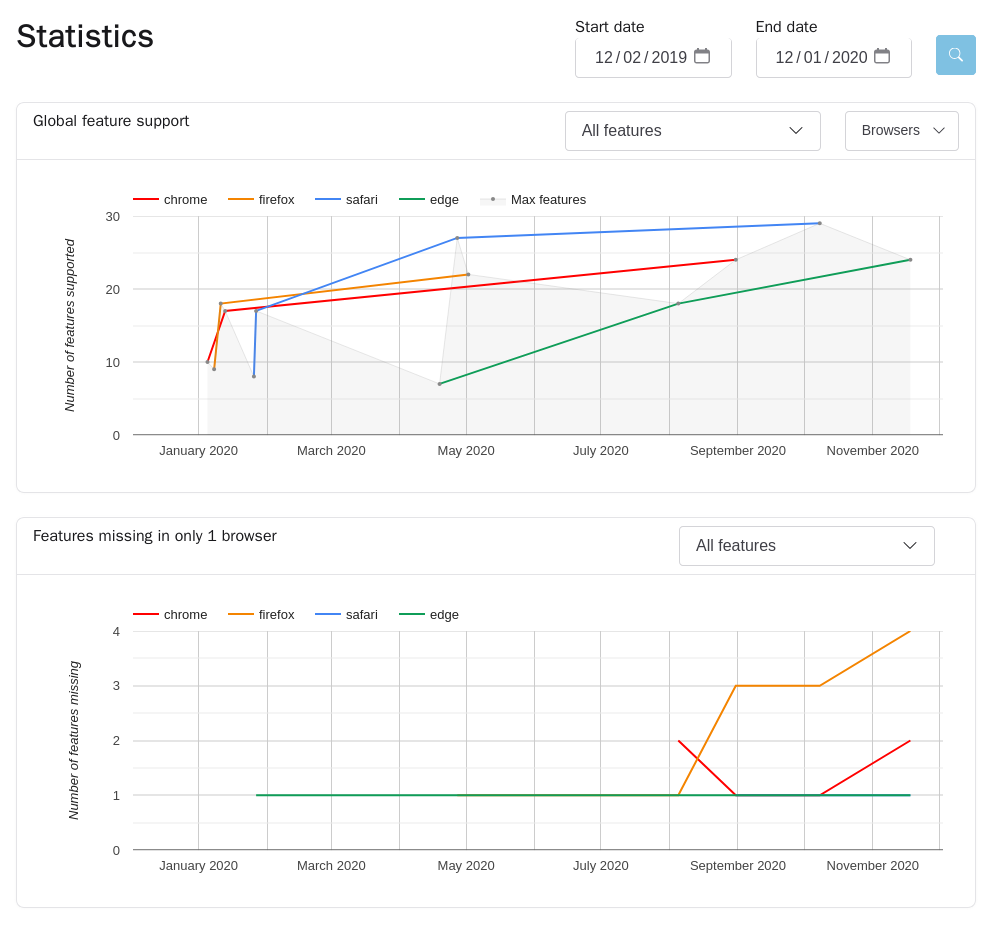 Statistics
Start date
End date
12/02/2019
12/01/2020
Global feature support
All features
Browsers
chrome
firefox
safari
edge
Max features
Number of features supported
30
20
10
0
January 2020
March 2020
May 2020
July 2020
September 2020
November 2020
Features missing in only 1 browser
All features
chrome
firefox
safari
edge
Number of features missing
4
3
2
1
0
January 2020
March 2020
May 2020
July 2020
September 2020
November 2020